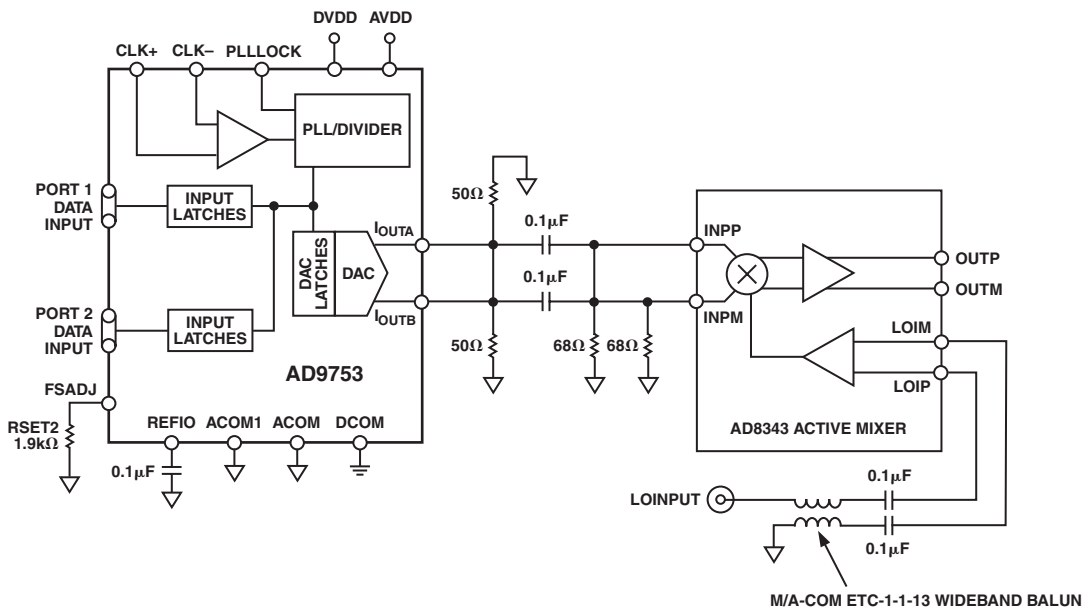 DVDD AVDD
CLK+ CLK– PLLLOCK
PLL/DIVIDER
PORT 1
DATA
INPUT
INPUT
LATCHES
50Ω
0.1μF
IOUTA
INPP
DAC
LATCHES
DAC
OUTP
0.1μF
OUTM
IOUTB
INPM
PORT 2
DATA
INPUT
INPUT
LATCHES
LOIM
50Ω
68Ω 68Ω
AD9753
LOIP
FSADJ
RSET2
1.9kΩ
REFIO ACOM1 ACOM DCOM
AD8343 ACTIVE MIXER
0.1μF
0.1μF
LOINPUT
0.1μF
M/A-COM ETC-1-1-13 WIDEBAND BALUN